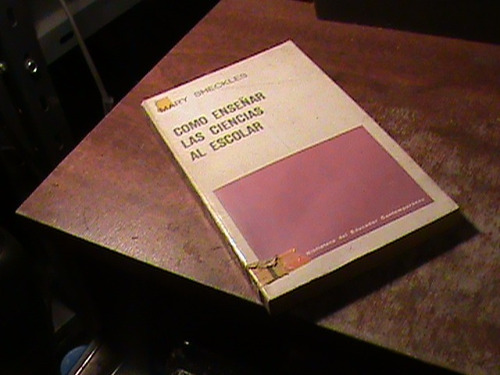 MARY SHECKLES
COMO ENSEÑAR
LAS CIENCIAS
AL ESCOLAR
Biblioteca del Educador Contemporáneo